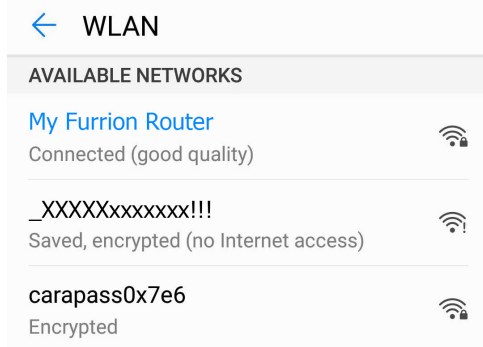 WLAN
AVAILABLE NETWORKS
My Furrion Router
Connected (good quality)
_XXXXXxxxxxxx!!!
Saved, encrypted (no Internet access)
carapass0x7e6
Encrypted